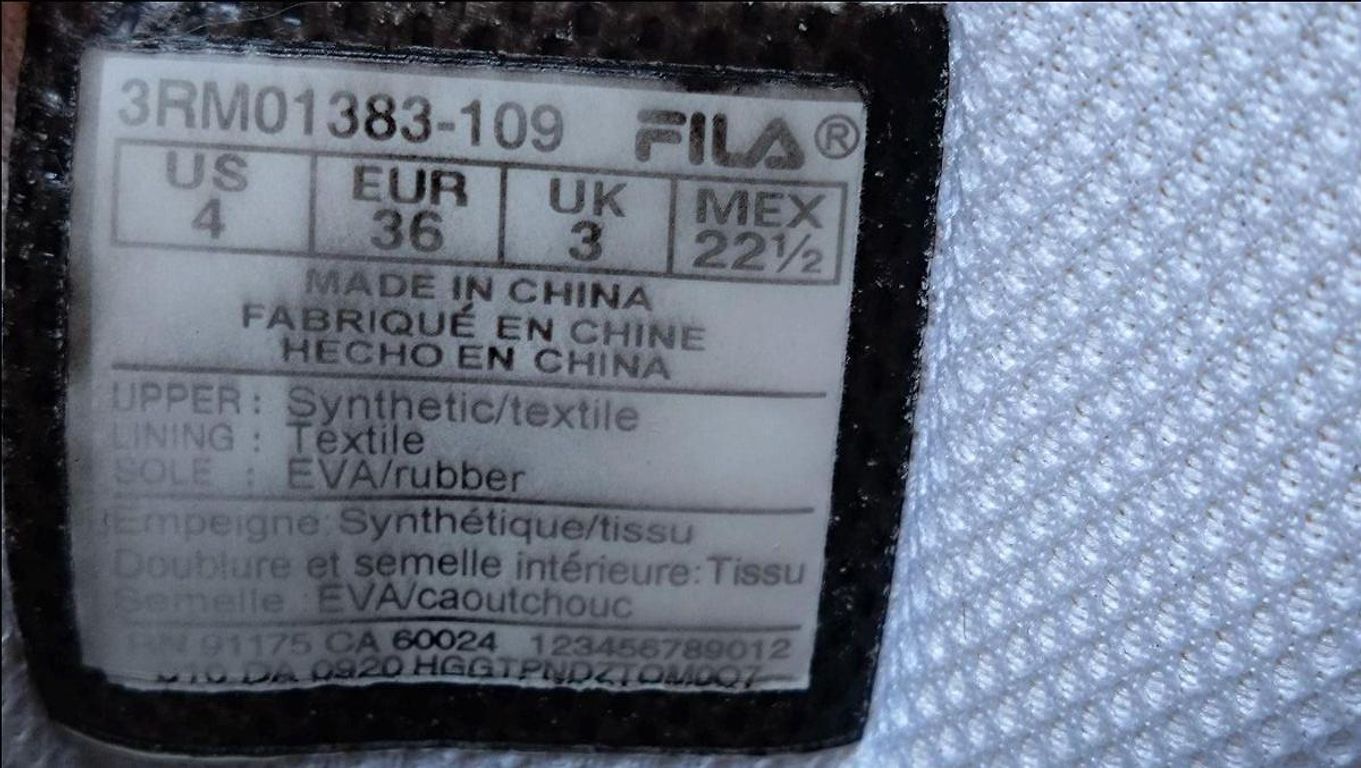 3RM01383-109 FILA®
US EUR UK MEX
4 36 3 22½
MADE IN CHINA
FABRIQUÉ EN CHINE
HECHO EN CHINA
UPPER: Synthetic/textile
LINING : Textile
SOLE : EVA/rubber
Empeigne: Synthétique/tissu
Doublure et semelle intérieure: Tissu
Semelle : EVA/caoutchouc
RN 91175 CA 60024 123456789012
DA 0920